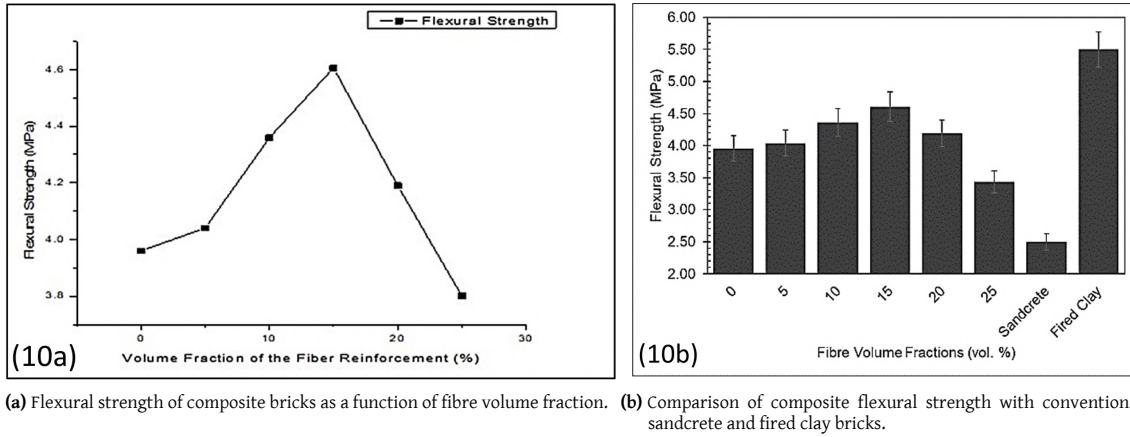 Flexural Strength
4.6
4.4
4.2
4.0
3.8
Flexural Strength (MPa)
0
10
20
30
Volume Fraction of the Fiber Reinforcement (%)
(10a)
6.00
5.50
5.00
4.50
4.00
3.50
3.00
2.50
2.00
Flexural Strength (MPa)
0
5
10
15
20
25
Sandcrete
Fired Clay
Fibre Volume Fractions (vol. %)
(10b)
(a) Flexural strength of composite bricks as a function of fibre volume fraction.
(b) Comparison of composite flexural strength with convention
sandcrete and fired clay bricks.